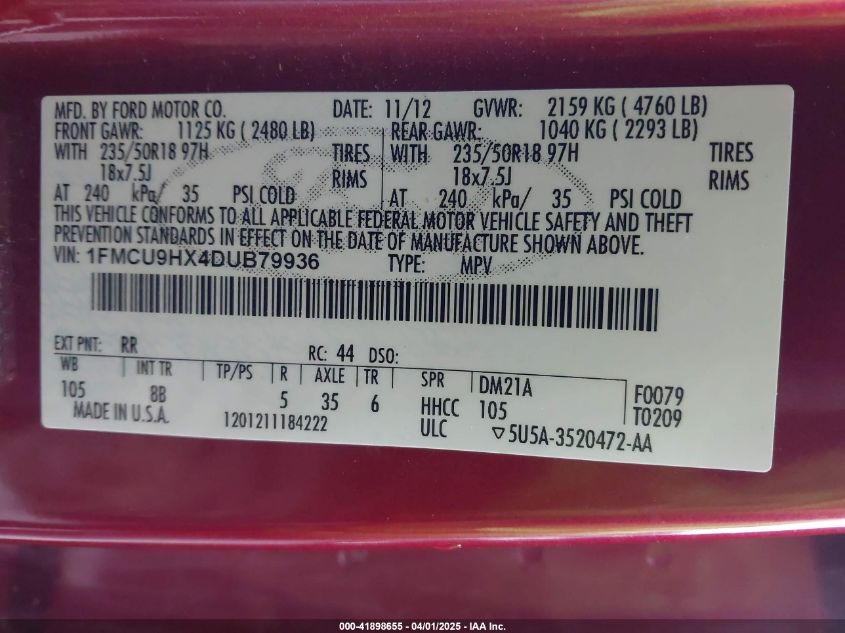 MFD. BY FORD MOTOR CO. DATE: 11/12 GVWR: 2159 KG ( 4760 LB)
FRONT GAWR: 1125 KG ( 2480 LB) REAR GAWR: 1040 KG ( 2293 LB)
WITH 235/50R18 97H TIRES WITH 235/50R18 97H TIRES
18x7.5J RIMS 18x7.5J RIMS
AT 240 kPa/ 35 PSI COLD AT 240 kPa/ 35 PSI COLD
THIS VEHICLE CONFORMS TO ALL APPLICABLE FEDERAL MOTOR VEHICLE SAFETY AND THEFT
PREVENTION STANDARDS IN EFFECT ON THE DATE OF MANUFACTURE SHOWN ABOVE.
VIN: 1FMCU9HX4DUB79936 TYPE: MPV
EXT PNT: RR RC: 44 DSO:
WB INT TR TP/PS R AXLE TR SPR DM21A F0079
105 8B 5 35 6 HHCC 105 T0209
MADE IN U.S.A. 1201211184222 ULC ▽5U5A-3520472-AA
000-41898655 - 04/01/2025 - IAA Inc.